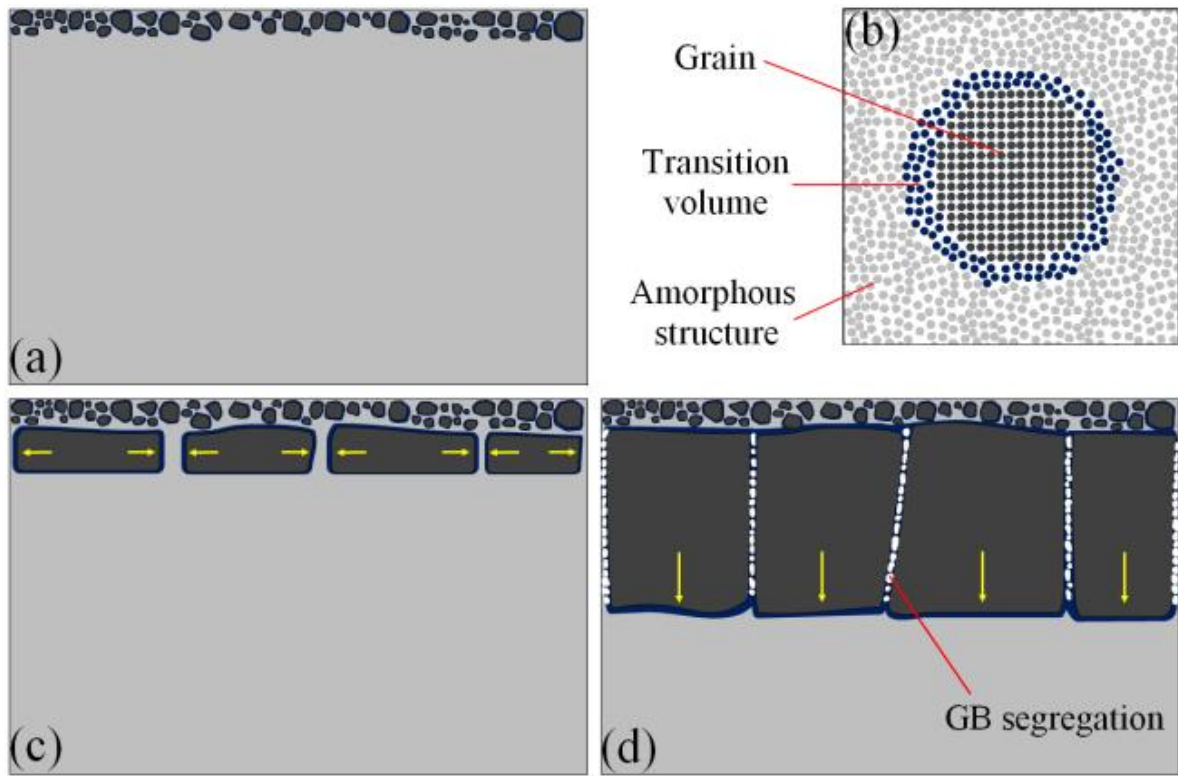 (a)
(b)
Grain
Transition
volume
Amorphous
structure
(c)
(d)
GB segregation